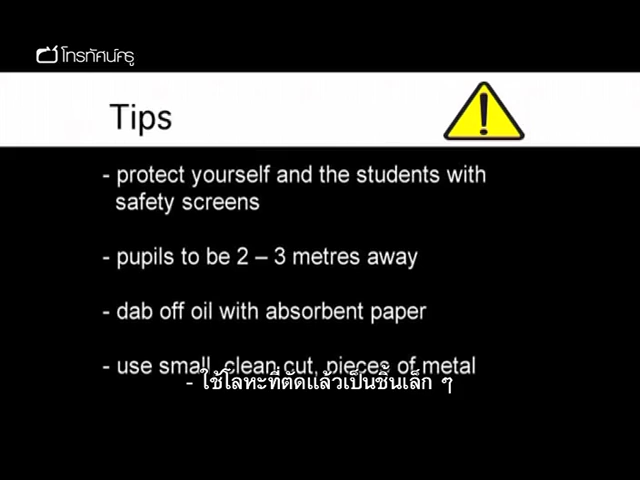 โทรทัศน์ครู
Tips
- protect yourself and the students with
safety screens
- pupils to be 2 – 3 metres away
- dab off oil with absorbent paper
- use small, clean cut, pieces of metal
- ใช้โลหะที่ตัดแล้วเป็นชิ้นเล็ก ๆ